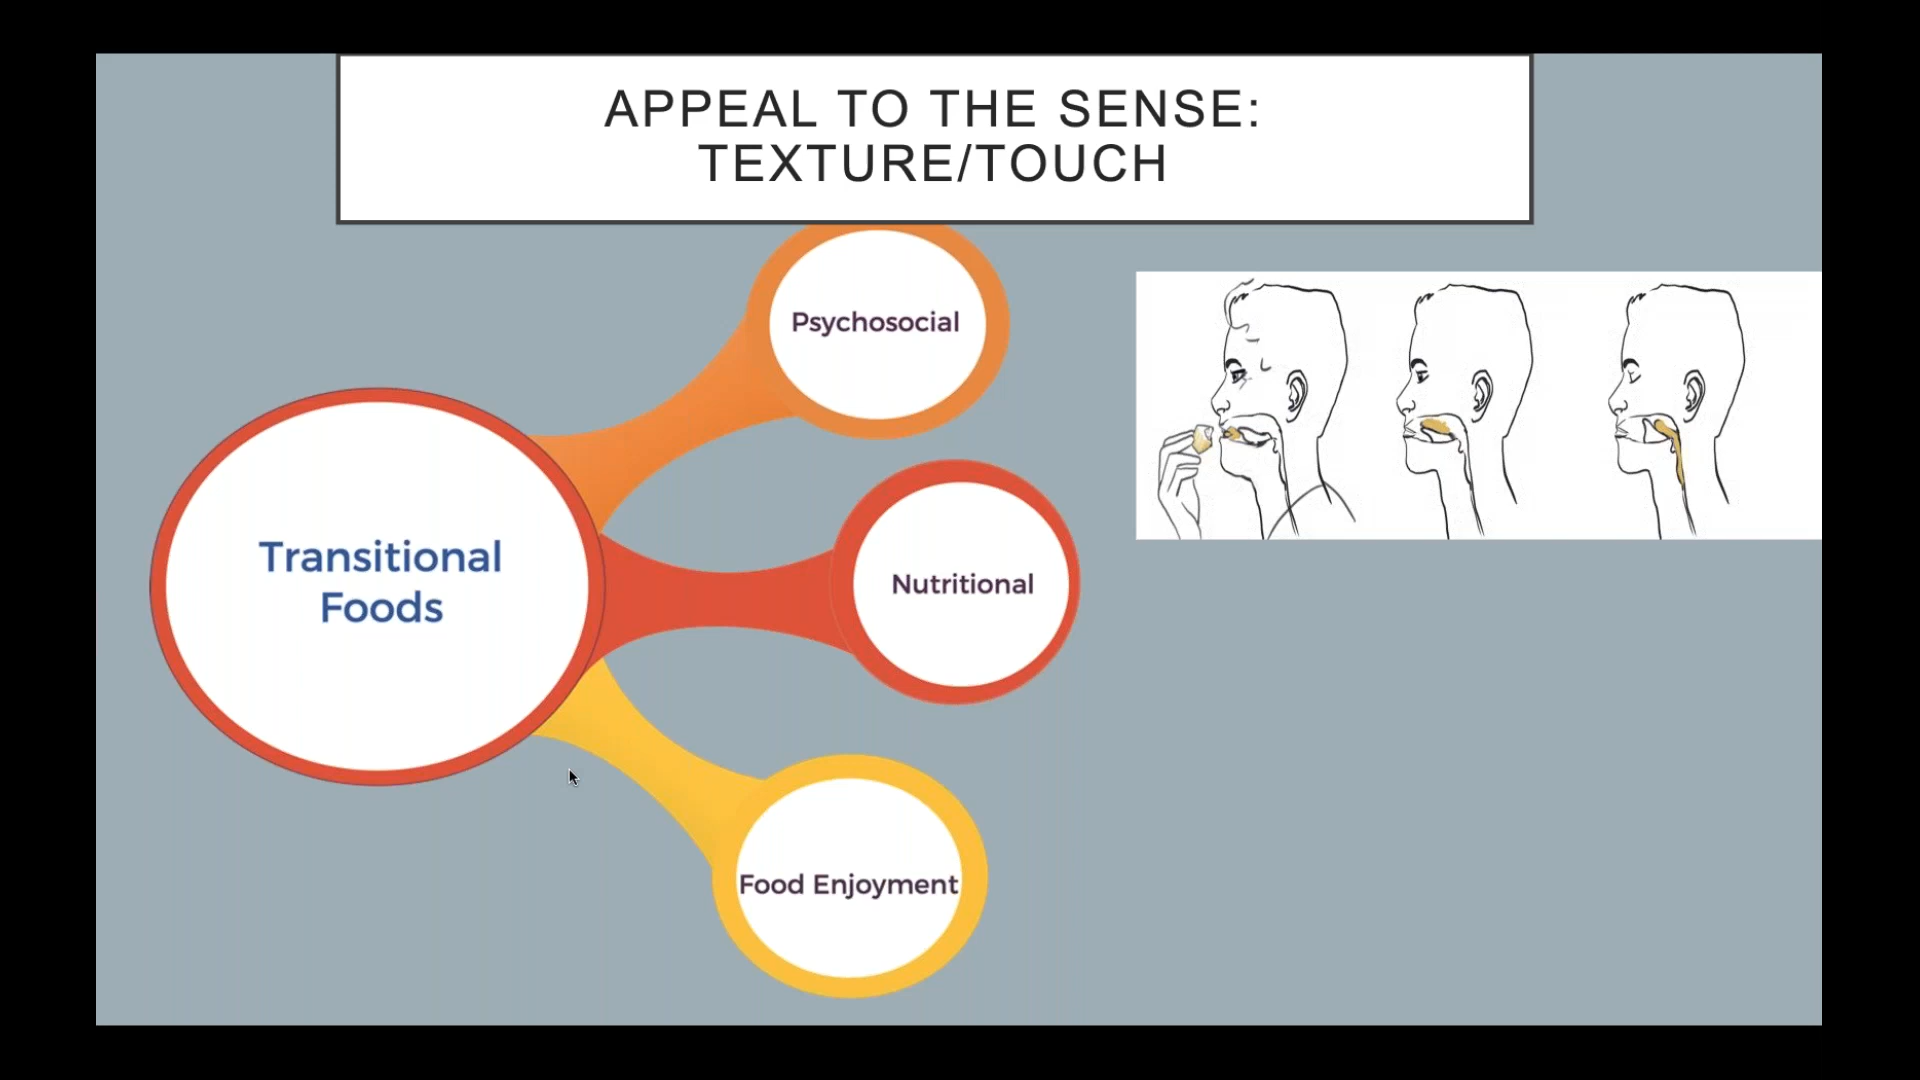 APPEAL TO THE SENSE:
TEXTURE/TOUCH
Psychosocial
Transitional
Foods
Nutritional
Food Enjoyment